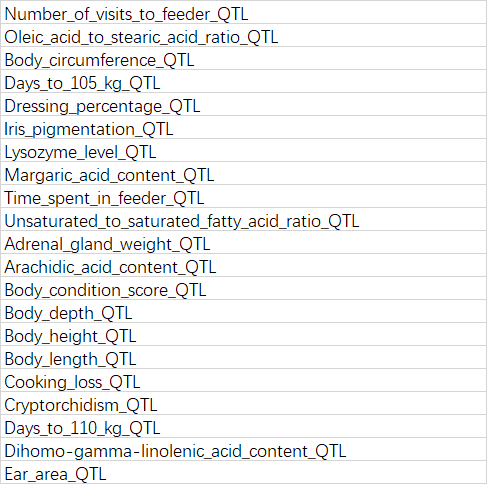 Number_of_visits_to_feeder_QTL
Oleic_acid_to_stearic_acid_ratio_QTL
Body_circumference_QTL
Days_to_105_kg_QTL
Dressing_percentage_QTL
Iris_pigmentation_QTL
Lysozyme_level_QTL
Margaric_acid_content_QTL
Time_spent_in_feeder_QTL
Unsaturated_to_saturated_fatty_acid_ratio_QTL
Adrenal_gland_weight_QTL
Arachidic_acid_content_QTL
Body_condition_score_QTL
Body_depth_QTL
Body_height_QTL
Body_length_QTL
Cooking_loss_QTL
Cryptorchidism_QTL
Days_to_110_kg_QTL
Dihomo-gamma-linolenic_acid_content_QTL
Ear_area_QTL